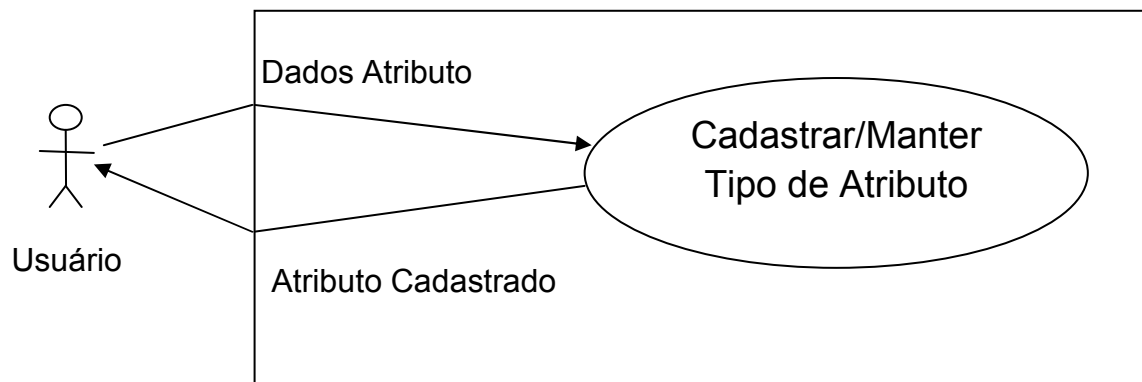 Dados Atributo
Cadastrar/Manter
Tipo de Atributo
Usuário
Atributo Cadastrado